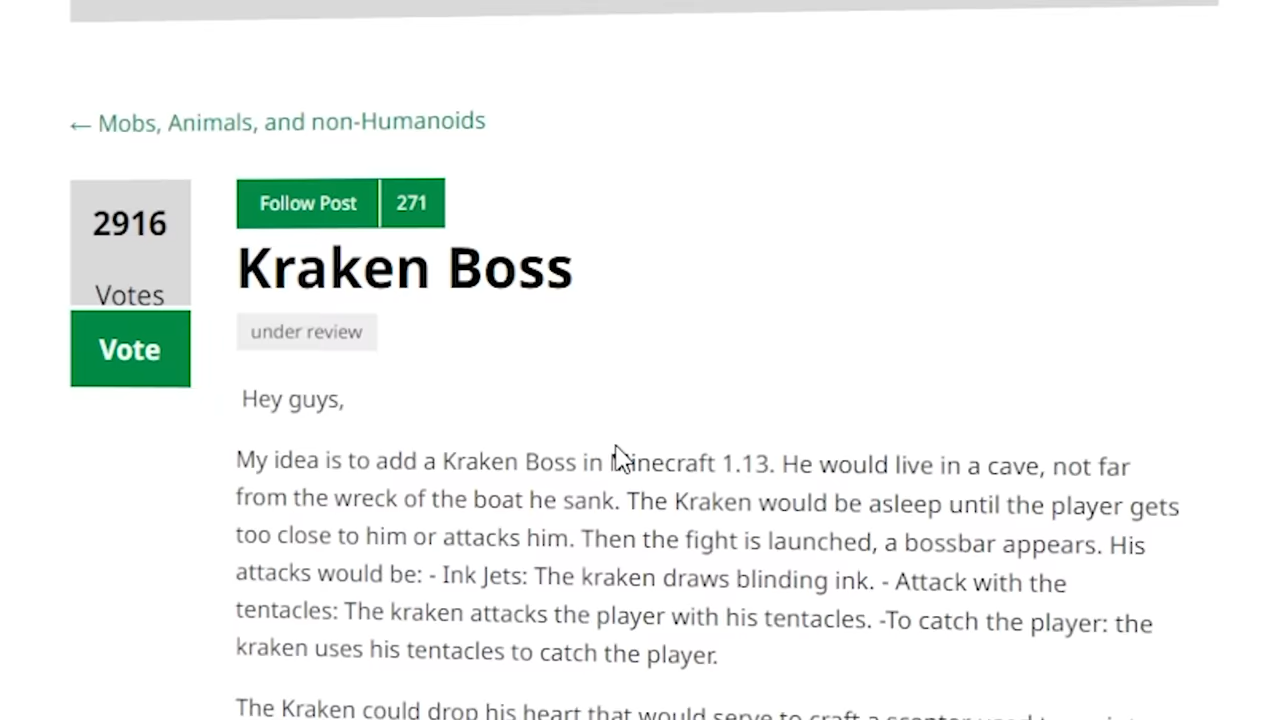 ← Mobs, Animals, and non-Humanoids
2916
Votes
Vote
Follow Post 271
Kraken Boss
under review
Hey guys,
My idea is to add a Kraken Boss in Minecraft 1.13. He would live in a cave, not far
from the wreck of the boat he sank. The Kraken would be asleep until the player gets
too close to him or attacks him. Then the fight is launched, a bossbar appears. His
attacks would be: - Ink Jets: The kraken draws blinding ink. - Attack with the
tentacles: The kraken attacks the player with his tentacles. -To catch the player: the
kraken uses his tentacles to catch the player.
The Kraken could drop his heart that would serve to craft a scepter used to